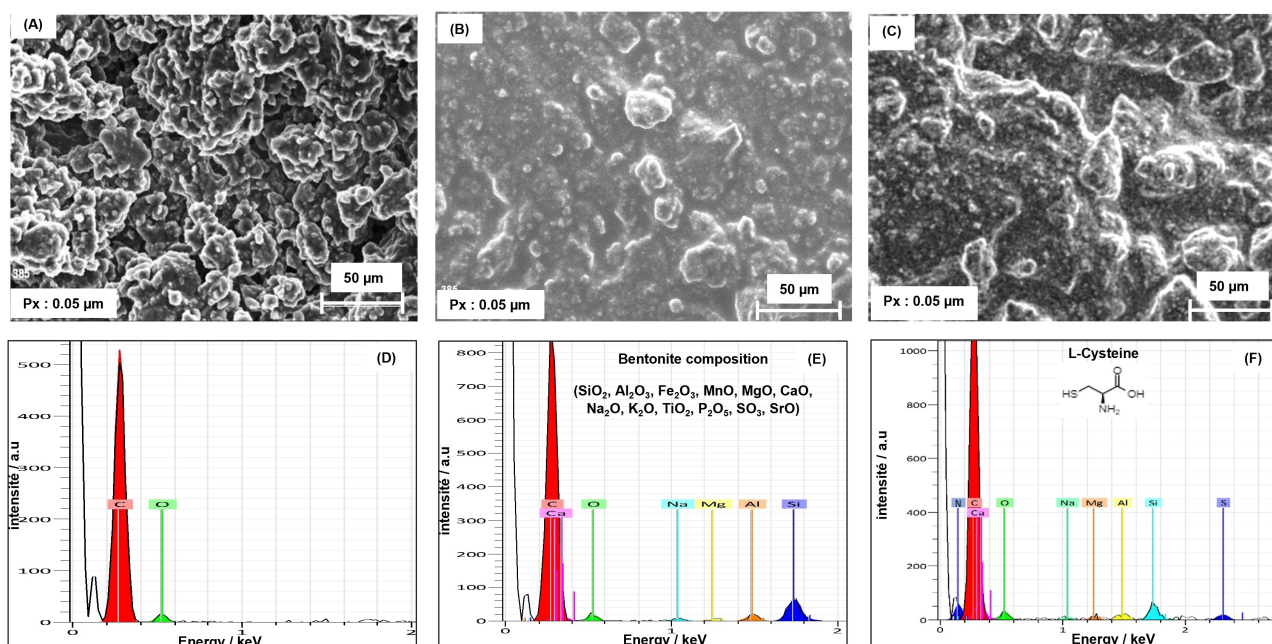 (A)
385
Px : 0.05 µm
50 µm
(B)
385
Px : 0.05 µm
50 µm
(C)
Px : 0.05 µm
50 µm
(D)
intensité / a.u
500
400
300
200
100
0
C
O
0
1
2
Energy / keV
(E)
Bentonite composition
(SiO₂, Al₂O₃, Fe₂O₃, MnO, MgO, CaO,
Na₂O, K₂O, TiO₂, P₂O₅, SO₃, SrO)
intensité / a.u
800
700
600
500
400
300
200
100
0
C
Ca
O
Na
Mg
Al
Si
0
1
2
Energy / keV
(F)
L-Cysteine
HS
O
OH
NH₂
intensité / a.u
1000
800
600
400
200
0
N
C
Ca
O
Na
Mg
Al
Si
S
0
1
2
Energy / keV